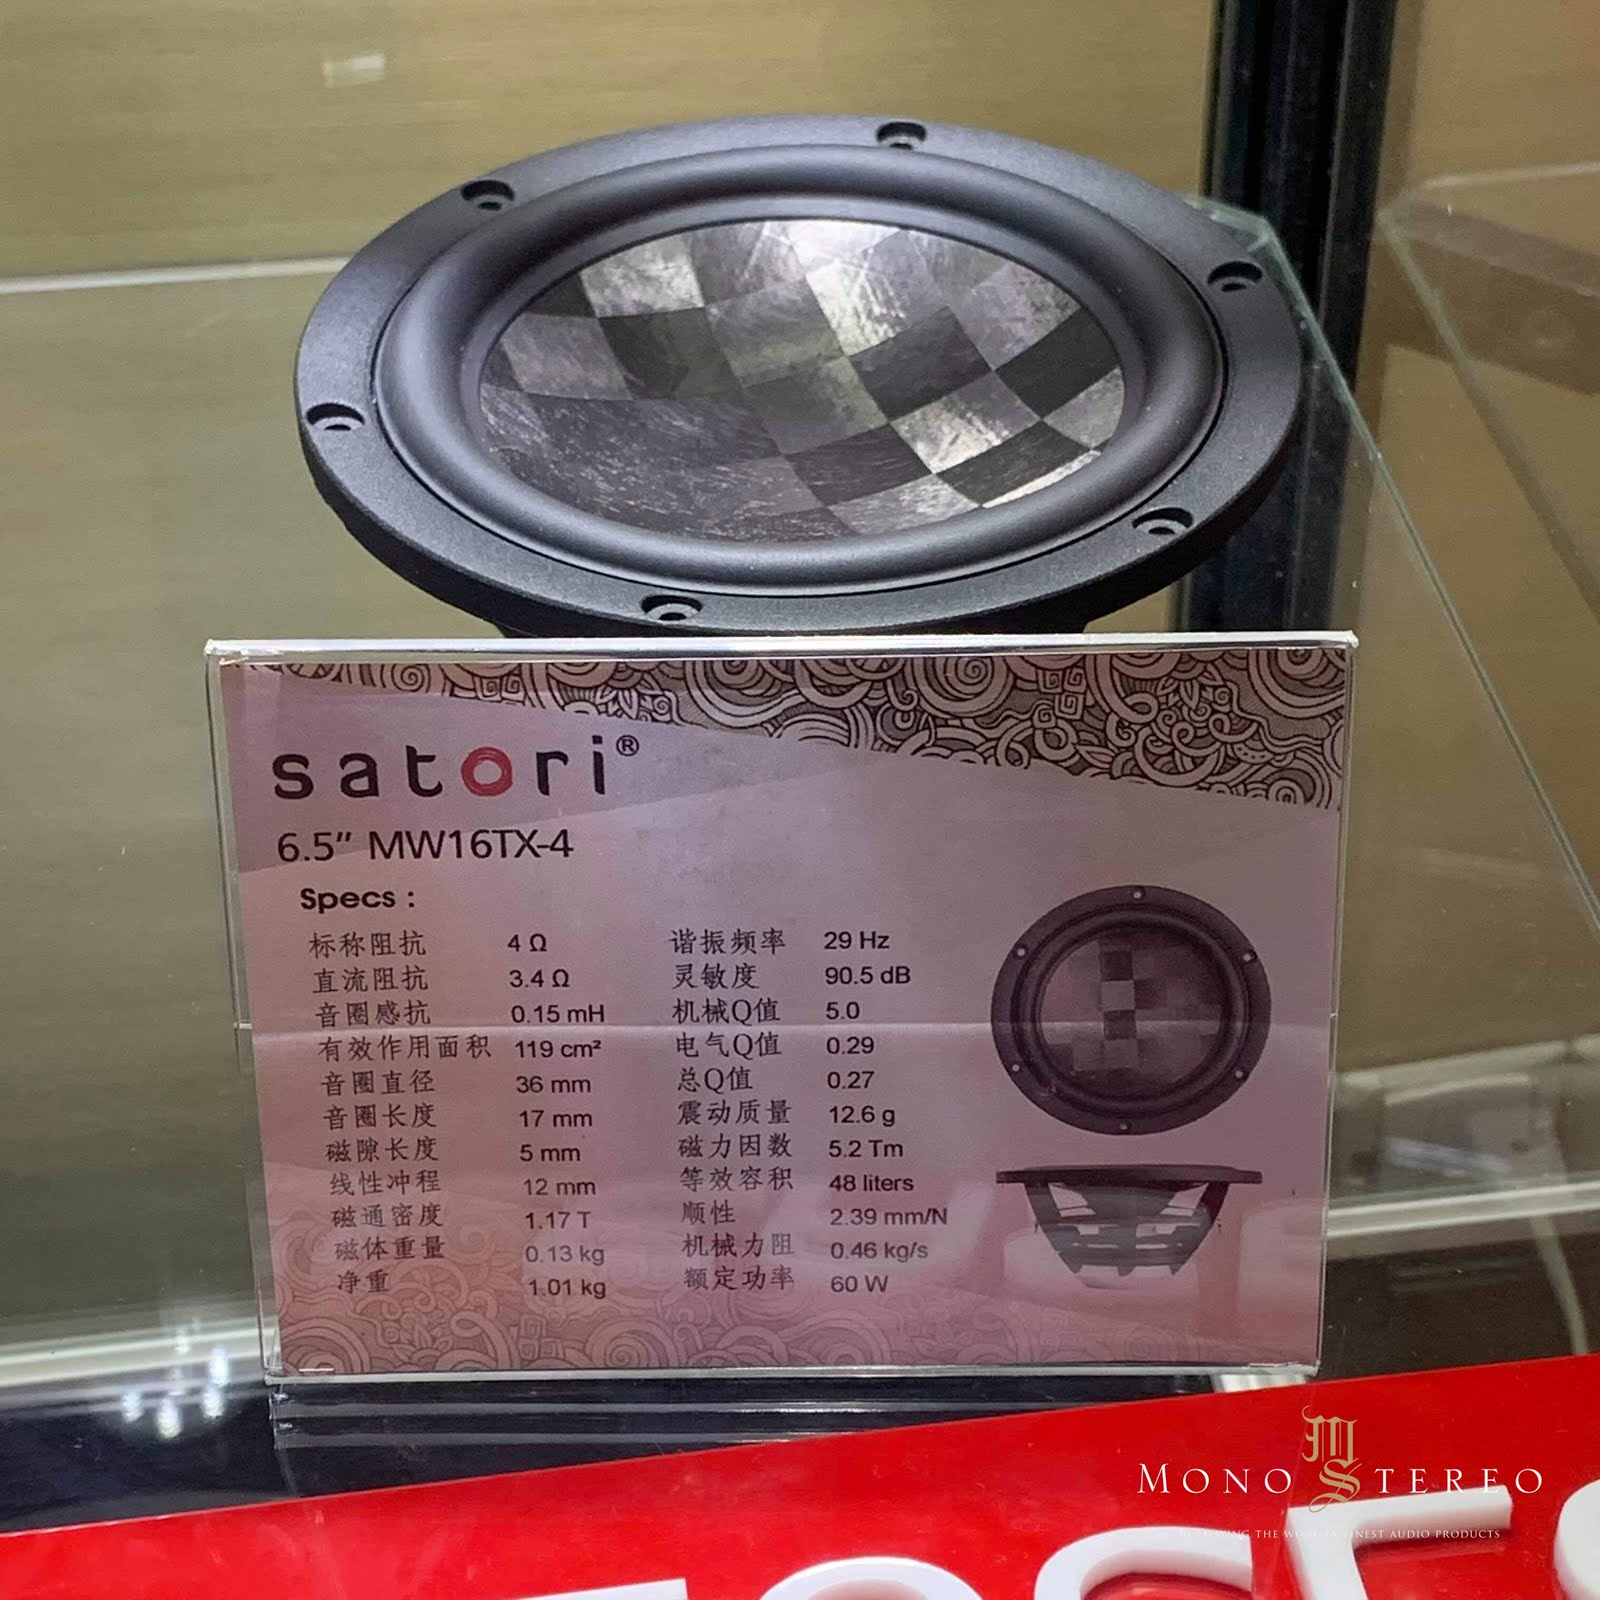 satori®
6.5" MW16TX-4
Specs :
标称阻抗 4 Ω
直流阻抗 3.4 Ω
音圈感抗 0.15 mH
有效作用面积 119 cm²
音圈直径 36 mm
音圈长度 17 mm
磁隙长度 5 mm
线性冲程 12 mm
磁通密度 1.17 T
磁体重量 0.13 kg
净重 1.01 kg
谐振频率 29 Hz
灵敏度 90.5 dB
机械Q值 5.0
电气Q值 0.29
总Q值 0.27
震动质量 12.6 g
磁力因数 5.2 Tm
等效容积 48 liters
顺性 2.39 mm/N
机械力阻 0.46 kg/s
额定功率 60 W
MONO STEREO
REVIEWING THE WORLD'S FINEST AUDIO PRODUCTS